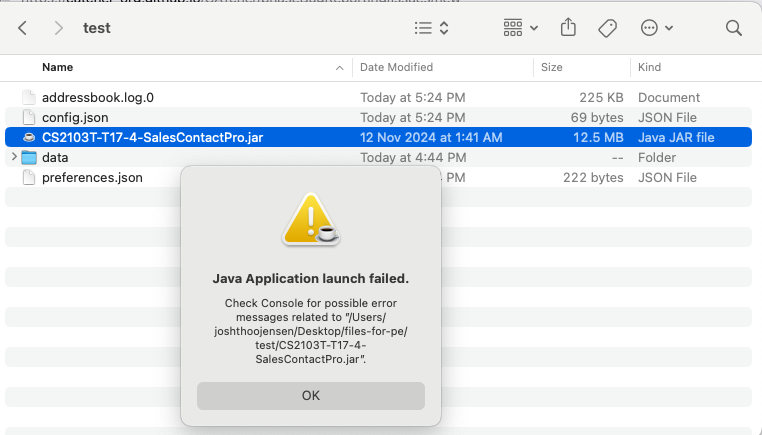 test
Name Date Modified Size Kind
addressbook.log.0 Today at 5:24 PM 225 KB Document
config.json Today at 5:24 PM 69 bytes JSON File
CS2103T-T17-4-SalesContactPro.jar 12 Nov 2024 at 1:41 AM 12.5 MB Java JAR file
data Today at 4:44 PM -- Folder
preferences.json PM 222 bytes JSON File
Java Application launch failed.
Check Console for possible error
messages related to "/Users/
joshthoojensen/Desktop/files-for-pe/
test/CS2103T-T17-4-
SalesContactPro.jar".
OK